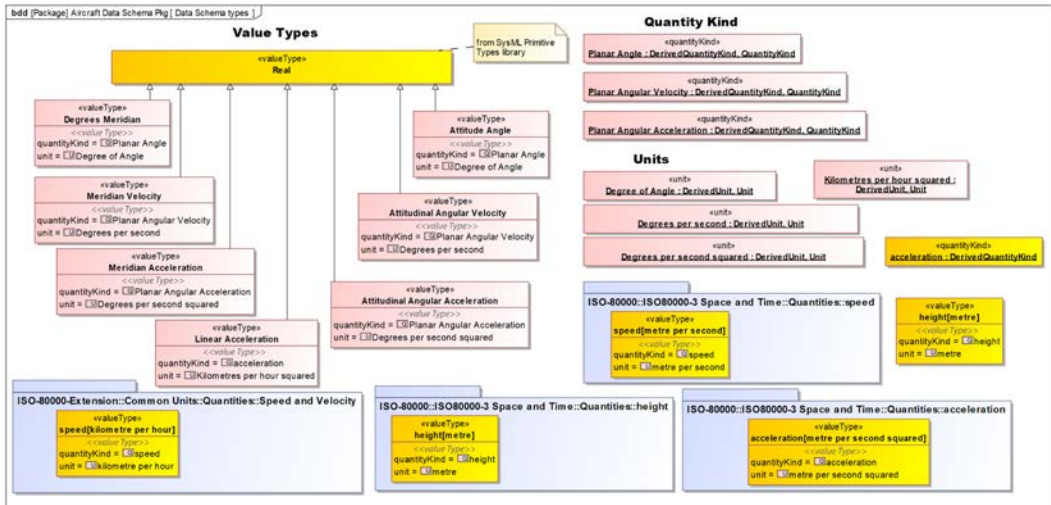 bdd [Package] Aircraft Data Schema Pkg [ Data Schema types ]
Value Types
«valueType»
Real
from SysML Primitive
Types library
«valueType»
Degrees Meridian
<<value Type>>
quantityKind = Planar Angle
unit = Degree of Angle
«valueType»
Meridian Velocity
<<value Type>>
quantityKind = Planar Angular Velocity
unit = Degrees per second
«valueType»
Meridian Acceleration
<<value Type>>
quantityKind = Planar Angular Acceleration
unit = Degrees per second squared
«valueType»
Linear Acceleration
<<value Type>>
quantityKind = acceleration
unit = Kilometres per hour squared
«valueType»
Attitude Angle
<<value Type>>
quantityKind = Planar Angle
unit = Degree of Angle
«valueType»
Attitudinal Angular Velocity
<<value Type>>
quantityKind = Planar Angular Velocity
unit = Degrees per second
«valueType»
Attitudinal Angular Acceleration
<<value Type>>
quantityKind = Planar Angular Acceleration
unit = Degrees per second squared
Quantity Kind
«quantityKind»
Planar Angle : DerivedQuantityKind, QuantityKind
«quantityKind»
Planar Angular Velocity : DerivedQuantityKind, QuantityKind
«quantityKind»
Planar Angular Acceleration : DerivedQuantityKind, QuantityKind
Units
«unit»
Degree of Angle : DerivedUnit, Unit
«unit»
Kilometres per hour squared :
DerivedUnit, Unit
«unit»
Degrees per second : DerivedUnit, Unit
«unit»
Degrees per second squared : DerivedUnit, Unit
«quantityKind»
acceleration : DerivedQuantityKind
ISO-80000::ISO80000-3 Space and Time::Quantities::speed
«valueType»
speed[metre per second]
<<value Type>>
quantityKind = speed
unit = metre per second
«valueType»
height[metre]
<<value Type>>
quantityKind = height
unit = metre
ISO-80000-Extension::Common Units::Quantities::Speed and Velocity
«valueType»
speed[kilometre per hour]
<<value Type>>
quantityKind = speed
unit = kilometre per hour
ISO-80000::ISO80000-3 Space and Time::Quantities::height
«valueType»
height[metre]
<<value Type>>
quantityKind = height
unit = metre
ISO-80000::ISO80000-3 Space and Time::Quantities::acceleration
«valueType»
acceleration[metre per second squared]
<<value Type>>
quantityKind = acceleration
unit = metre per second squared